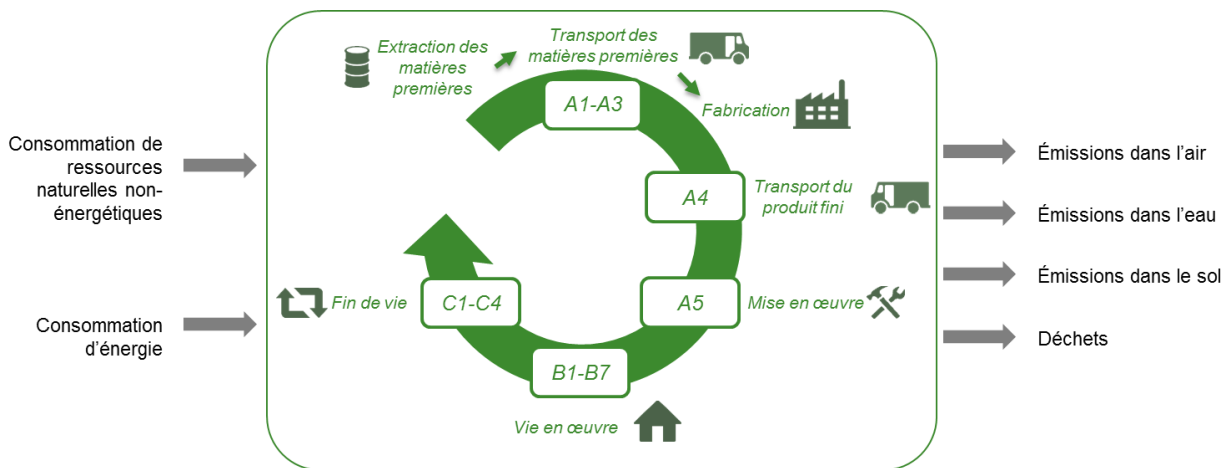 Consommation de
ressources
naturelles non-
énergétiques
Consommation
d'énergie
Extraction des
matières
premières
Transport des
matières premières
A1-A3
Fabrication
A4
Transport du
produit fini
A5
Mise en œuvre
B1-B7
Vie en œuvre
C1-C4
Fin de vie
Émissions dans l'air
Émissions dans l'eau
Émissions dans le sol
Déchets